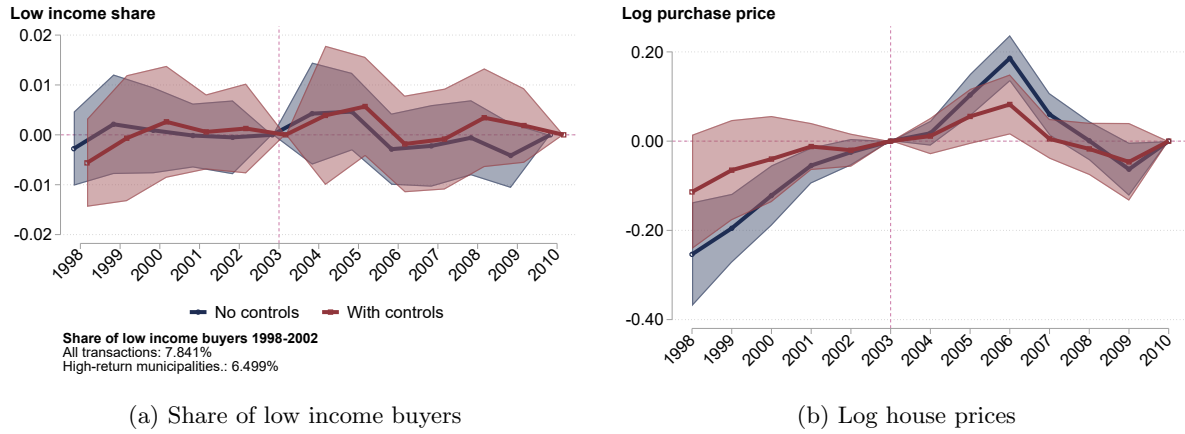 Low income share
0.02
0.01
0.00
-0.01
-0.02
1998 1999 2000 2001 2002 2003 2004 2005 2006 2007 2008 2009 2010
No controls With controls
Share of low income buyers 1998-2002
All transactions: 7.841%
High-return municipalities.: 6.499%
(a) Share of low income buyers
Log purchase price
0.20
0.00
-0.20
-0.40
1998 1999 2000 2001 2002 2003 2004 2005 2006 2007 2008 2009 2010
(b) Log house prices